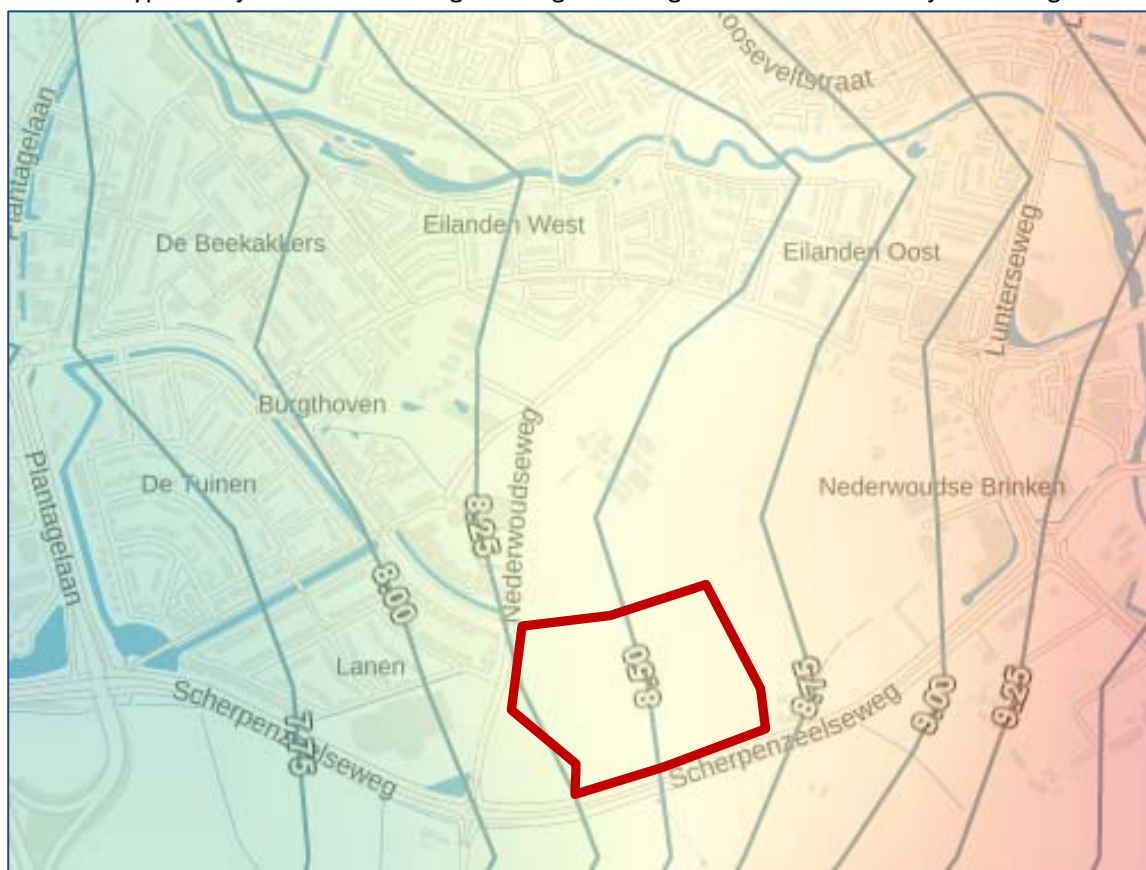 Rooseveltstraat
Plantagelaan
Eilanden West
De Beekakkers
Eilanden Oost
Lunterseweg
Burgthoven
Nederwoudseweg
De Tuinen
Nederwoudse Brinken
Plantagelaan
8.25
8.00
Lanen
8.50
8.75
9.00
9.25
Scherpenzeelseweg
Scherpenzeelseweg
7.75